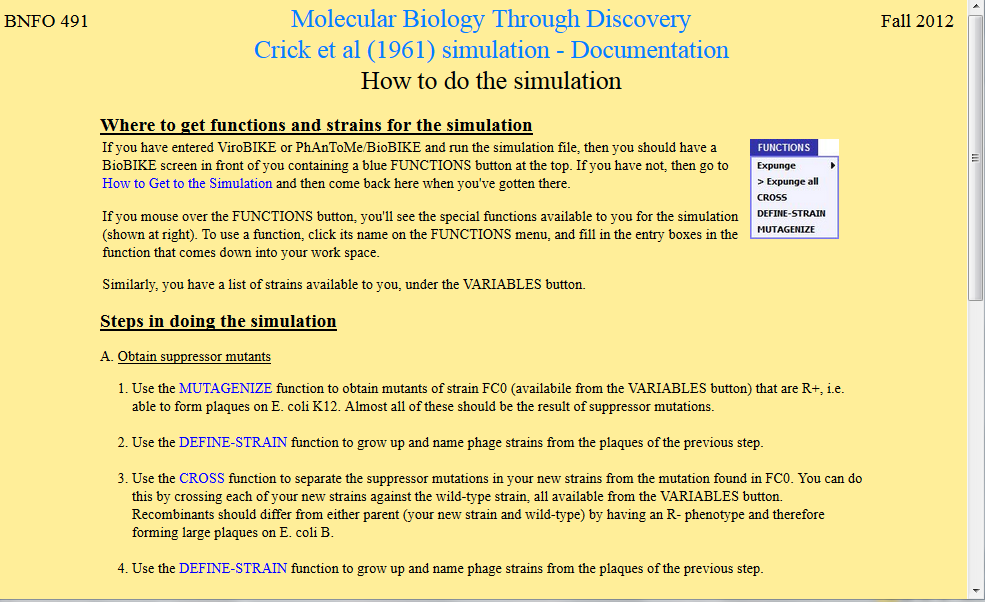 BNFO 491
Molecular Biology Through Discovery
Fall 2012
Crick et al (1961) simulation - Documentation
How to do the simulation
Where to get functions and strains for the simulation
If you have entered ViroBIKE or PhAnToMe/BioBIKE and run the simulation file, then you should have a
BioBIKE screen in front of you containing a blue FUNCTIONS button at the top. If you have not, then go to
How to Get to the Simulation and then come back here when you've gotten there.
If you mouse over the FUNCTIONS button, you'll see the special functions available to you for the simulation
(shown at right). To use a function, click its name on the FUNCTIONS menu, and fill in the entry boxes in the
function that comes down into your work space.
Similarly, you have a list of strains available to you, under the VARIABLES button.
FUNCTIONS
Expunge
> Expunge all
CROSS
DEFINE-STRAIN
MUTAGENIZE
Steps in doing the simulation
A. Obtain suppressor mutants
1. Use the MUTAGENIZE function to obtain mutants of strain FC0 (availabile from the VARIABLES button) that are R+, i.e.
able to form plaques on E. coli K12. Almost all of these should be the result of suppressor mutations.
2. Use the DEFINE-STRAIN function to grow up and name phage strains from the plaques of the previous step.
3. Use the CROSS function to separate the suppressor mutations in your new strains from the mutation found in FC0. You can do
this by crossing each of your new strains against the wild-type strain, all available from the VARIABLES button.
Recombinants should differ from either parent (your new strain and wild-type) by having an R- phenotype and therefore
forming large plaques on E. coli B.
4. Use the DEFINE-STRAIN function to grow up and name phage strains from the plaques of the previous step.